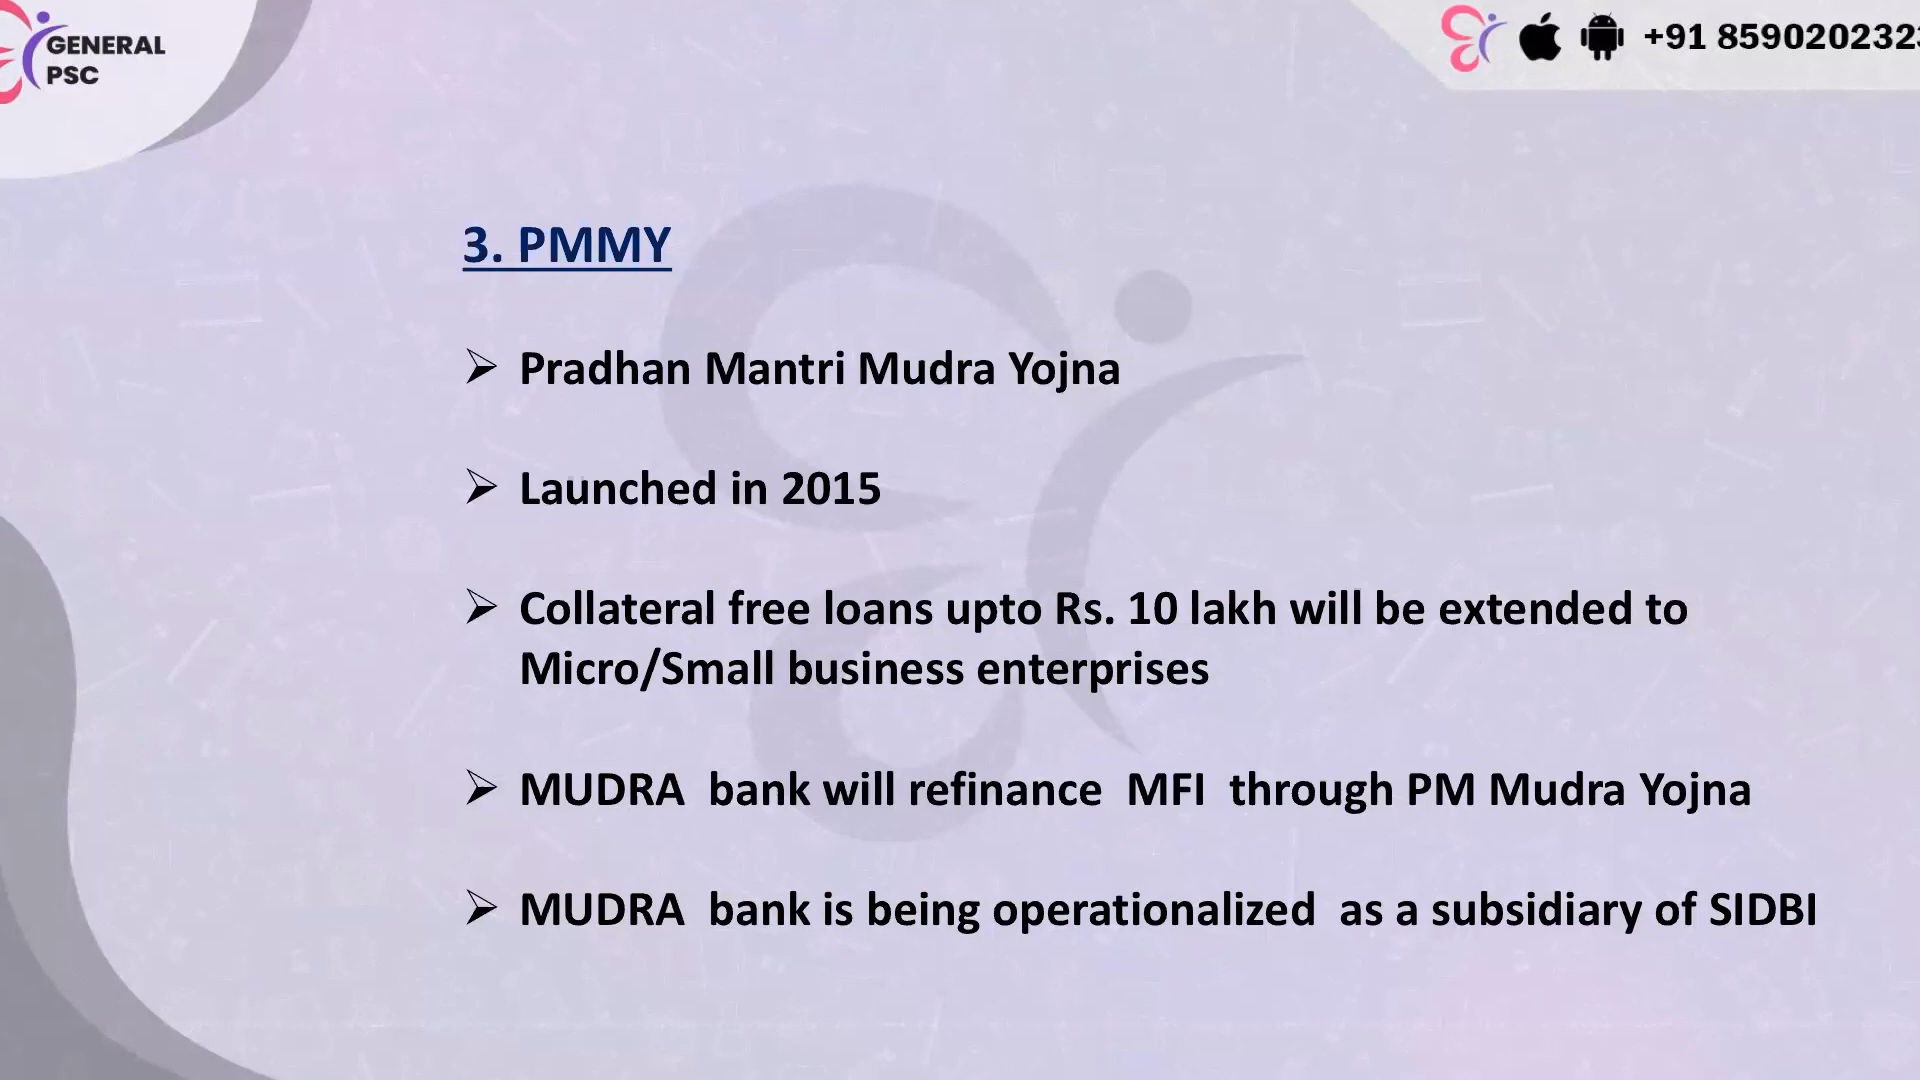 GENERAL
PSC
+91 859020232
3. PMMY
➢ Pradhan Mantri Mudra Yojna
➢ Launched in 2015
➢ Collateral free loans upto Rs. 10 lakh will be extended to
Micro/Small business enterprises
➢ MUDRA bank will refinance MFI through PM Mudra Yojna
➢ MUDRA bank is being operationalized as a subsidiary of SIDBI